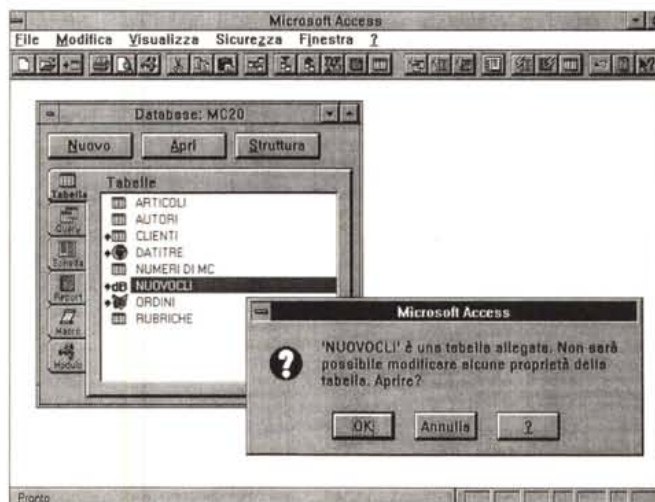 Microsoft Access
File Modifica Visualizza Sicurezza Finestra ?
Database: MC20
Nuovo Apri Struttura
Tabella
Query
Scheda
Report
Macro
Modulo
Tabelle
ARTICOLI
AUTORI
CLIENTI
DATITRE
NUMERI DI MC
dB NUOVOCLI
ORDINI
RUBRICHE
Microsoft Access
'NUOVOCLI' è una tabella allegata. Non sarà
possibile modificare alcune proprietà della
tabella. Aprire?
OK Annulla ?
Pronto